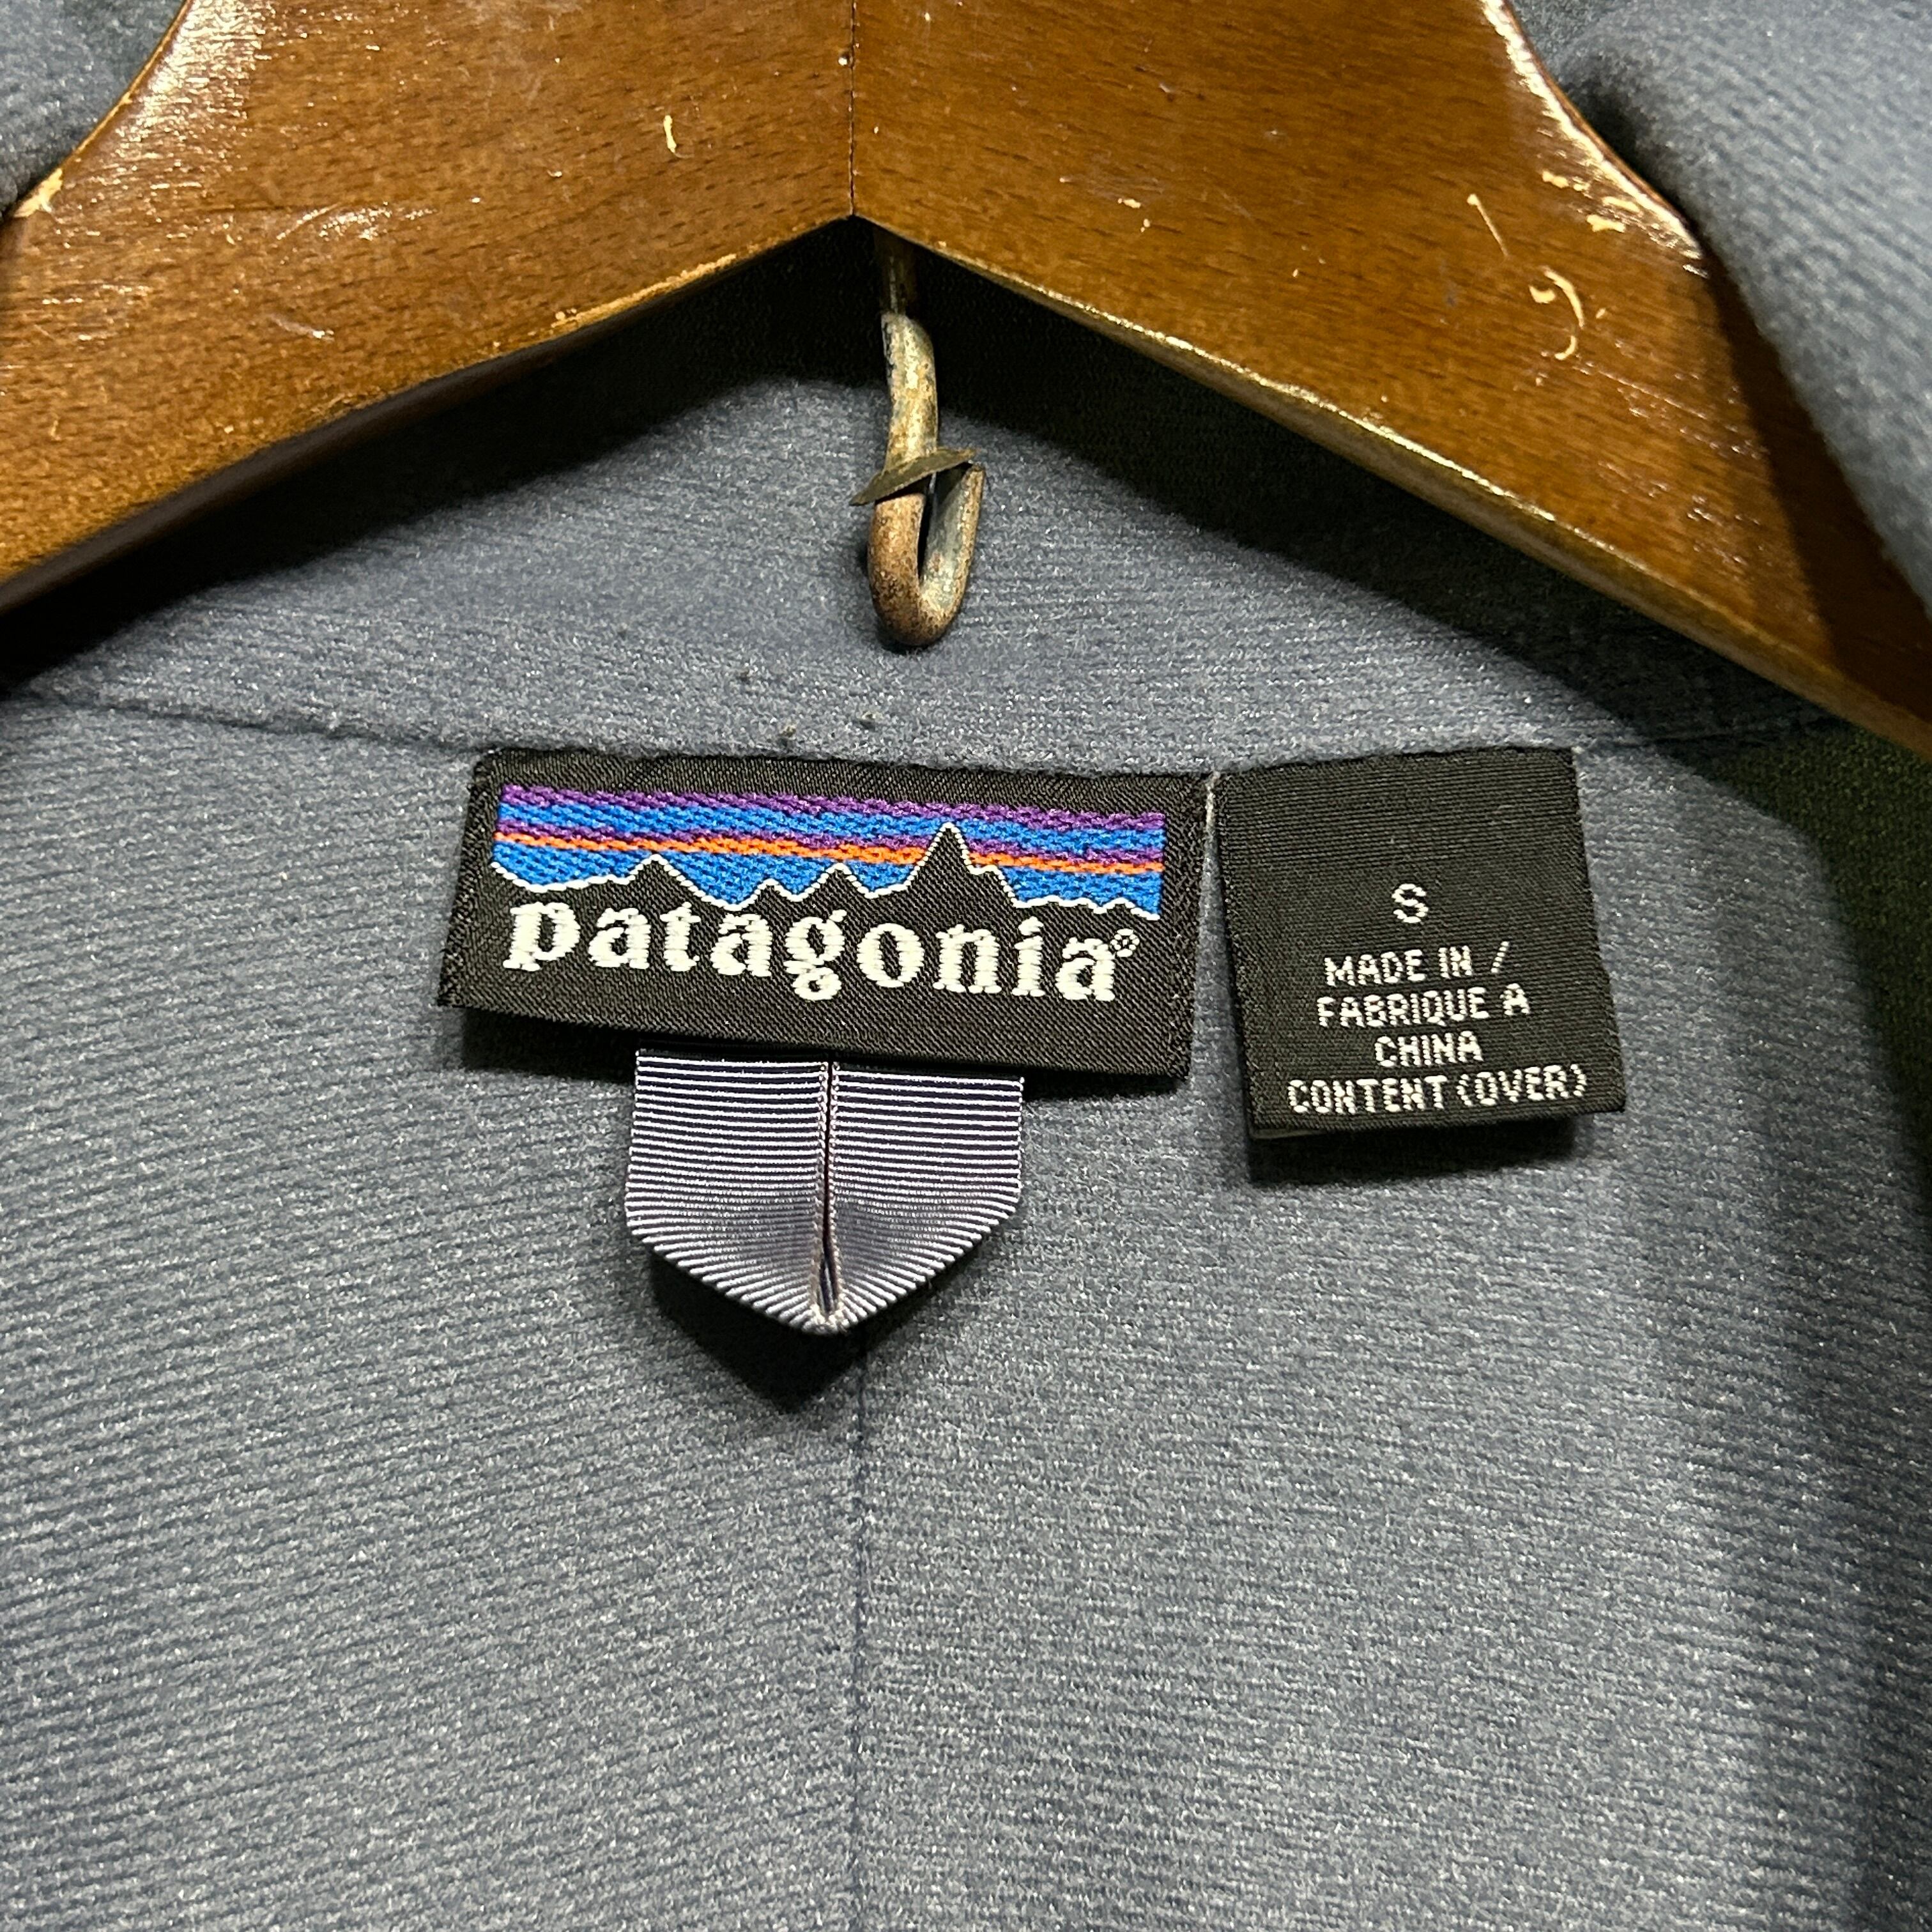 patagonia®
S
MADE IN /
FABRIQUE A
CHINA
CONTENT (OVER)